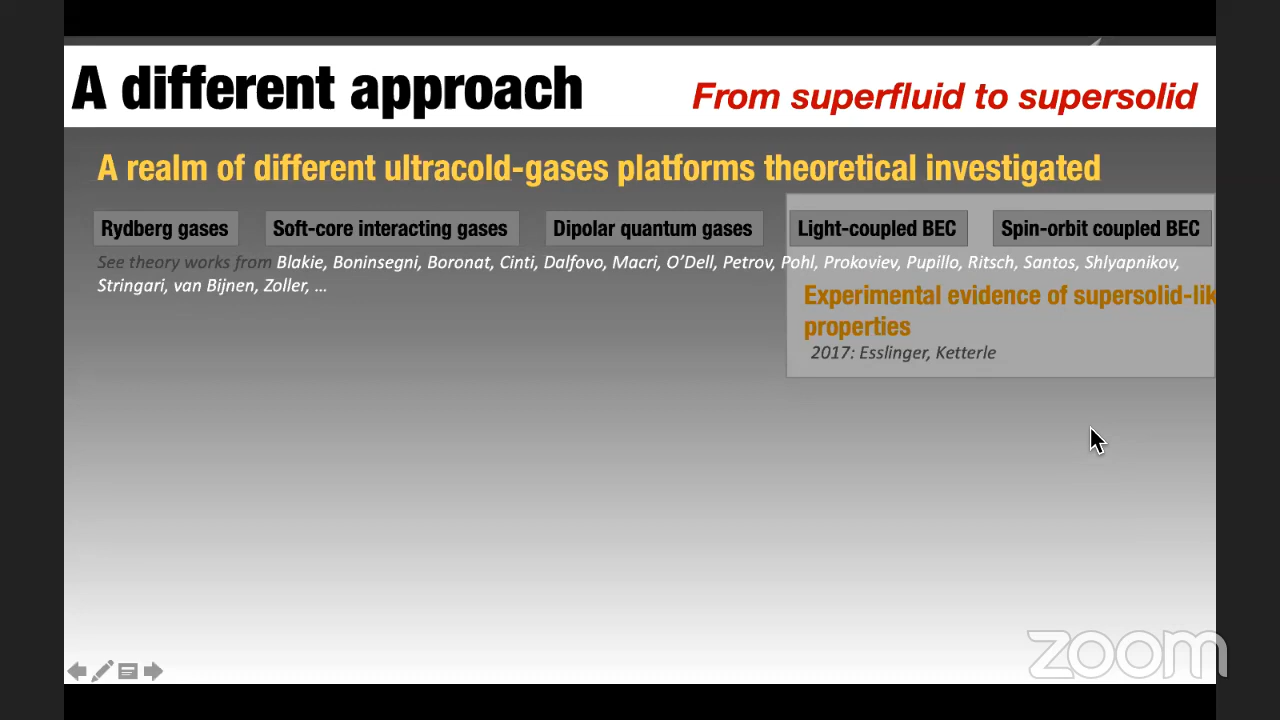 A different approach
From superfluid to supersolid
A realm of different ultracold-gases platforms theoretical investigated
Rydberg gases
Soft-core interacting gases
Dipolar quantum gases
Light-coupled BEC
Spin-orbit coupled BEC
See theory works from Blakie, Boninsegni, Boronat, Cinti, Dalfovo, Macri, O'Dell, Petrov, Pohl, Prokoviev, Pupillo, Ritsch, Santos, Shlyapnikov,
Stringari, van Bijnen, Zoller, ...
Experimental evidence of supersolid-lik
properties
2017: Esslinger, Ketterle
zoom